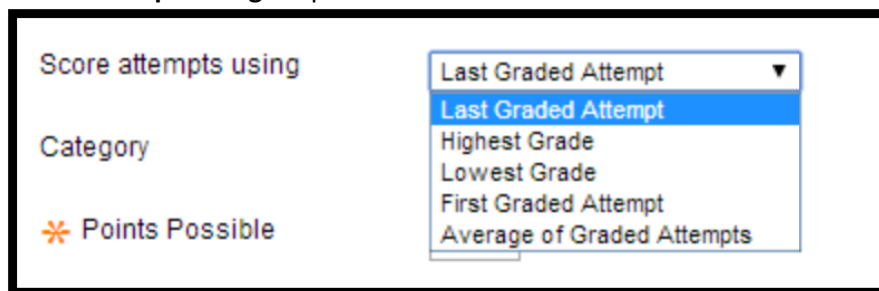 Score attempts using
Last Graded Attempt ▼
Last Graded Attempt
Highest Grade
Category
Lowest Grade
First Graded Attempt
* Points Possible
Average of Graded Attempts